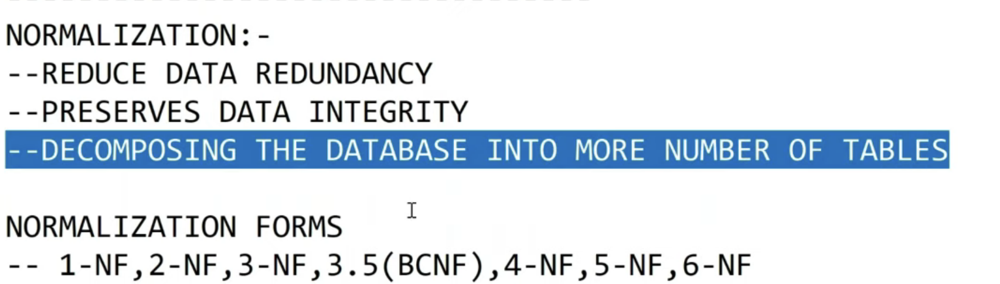 NORMALIZATION:-
--REDUCE DATA REDUNDANCY
--PRESERVES DATA INTEGRITY
--DECOMPOSING THE DATABASE INTO MORE NUMBER OF TABLES
NORMALIZATION FORMS
-- 1-NF,2-NF,3-NF,3.5(BCNF),4-NF,5-NF,6-NF